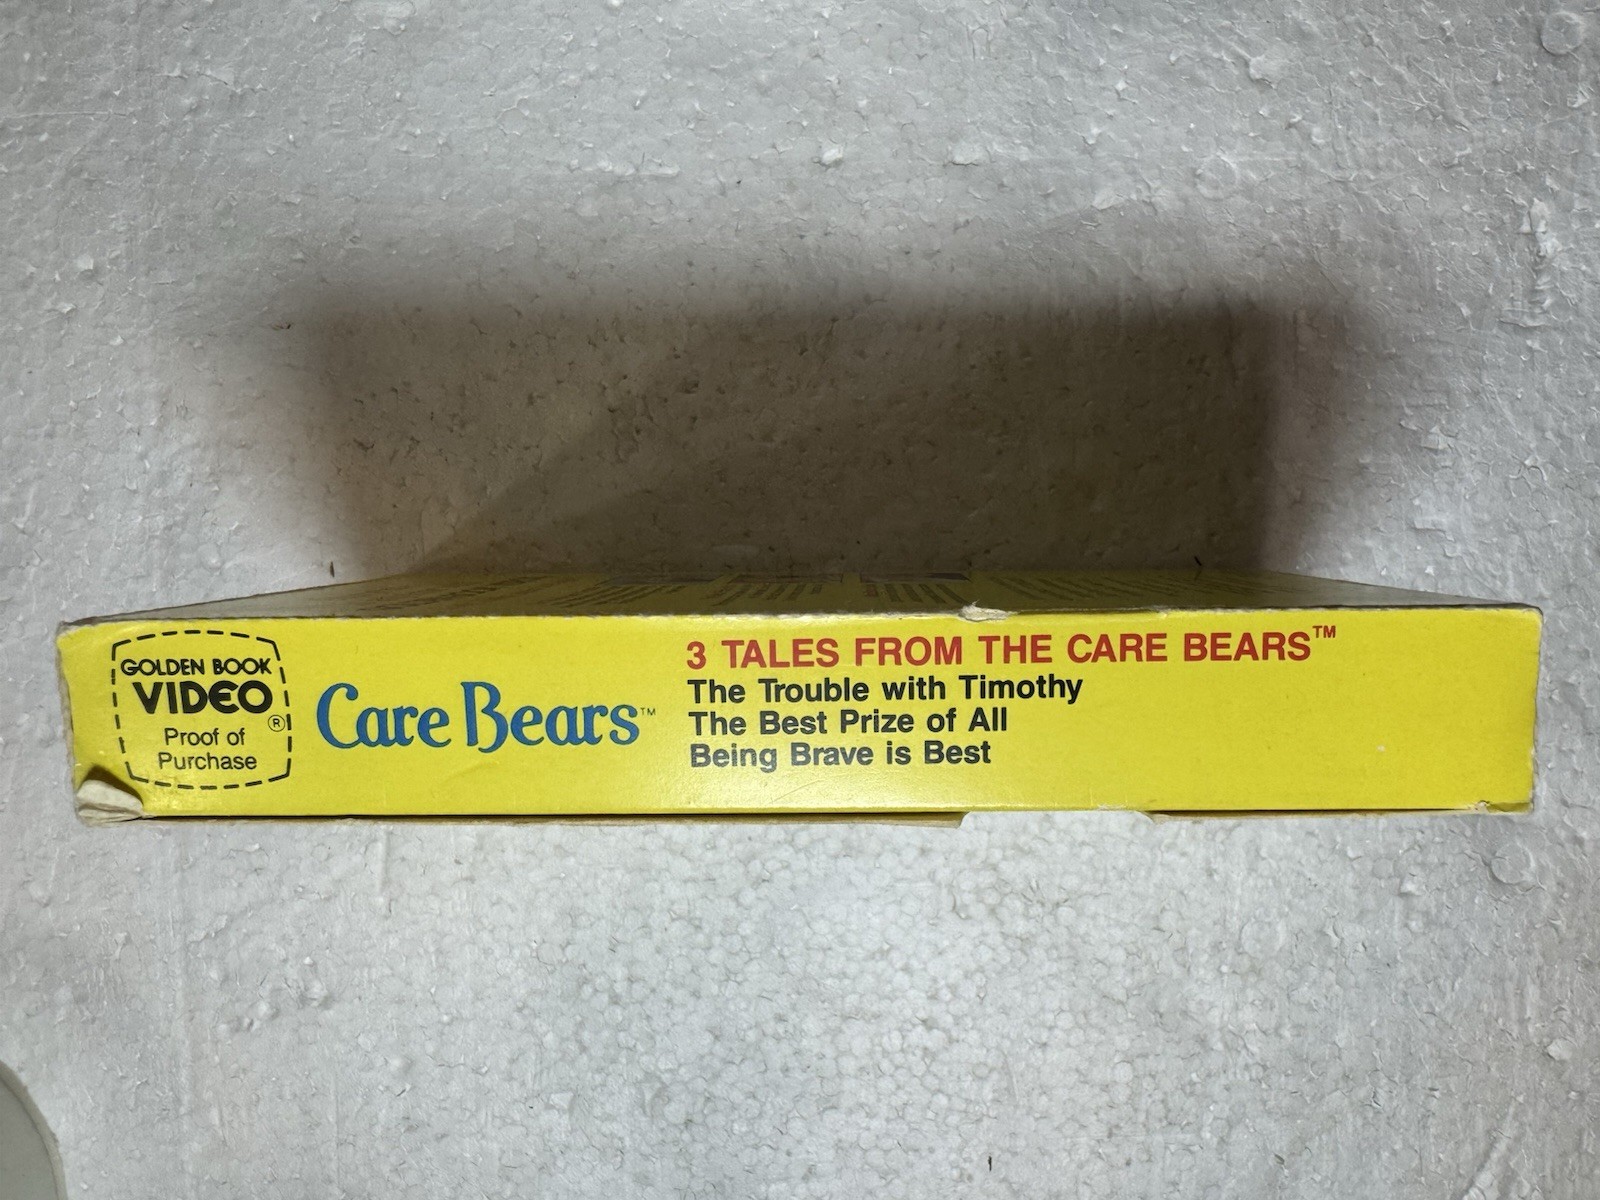 GOLDEN BOOK
VIDEO ®
Proof of
Purchase
Care Bears™
3 TALES FROM THE CARE BEARS™
The Trouble with Timothy
The Best Prize of All
Being Brave is Best